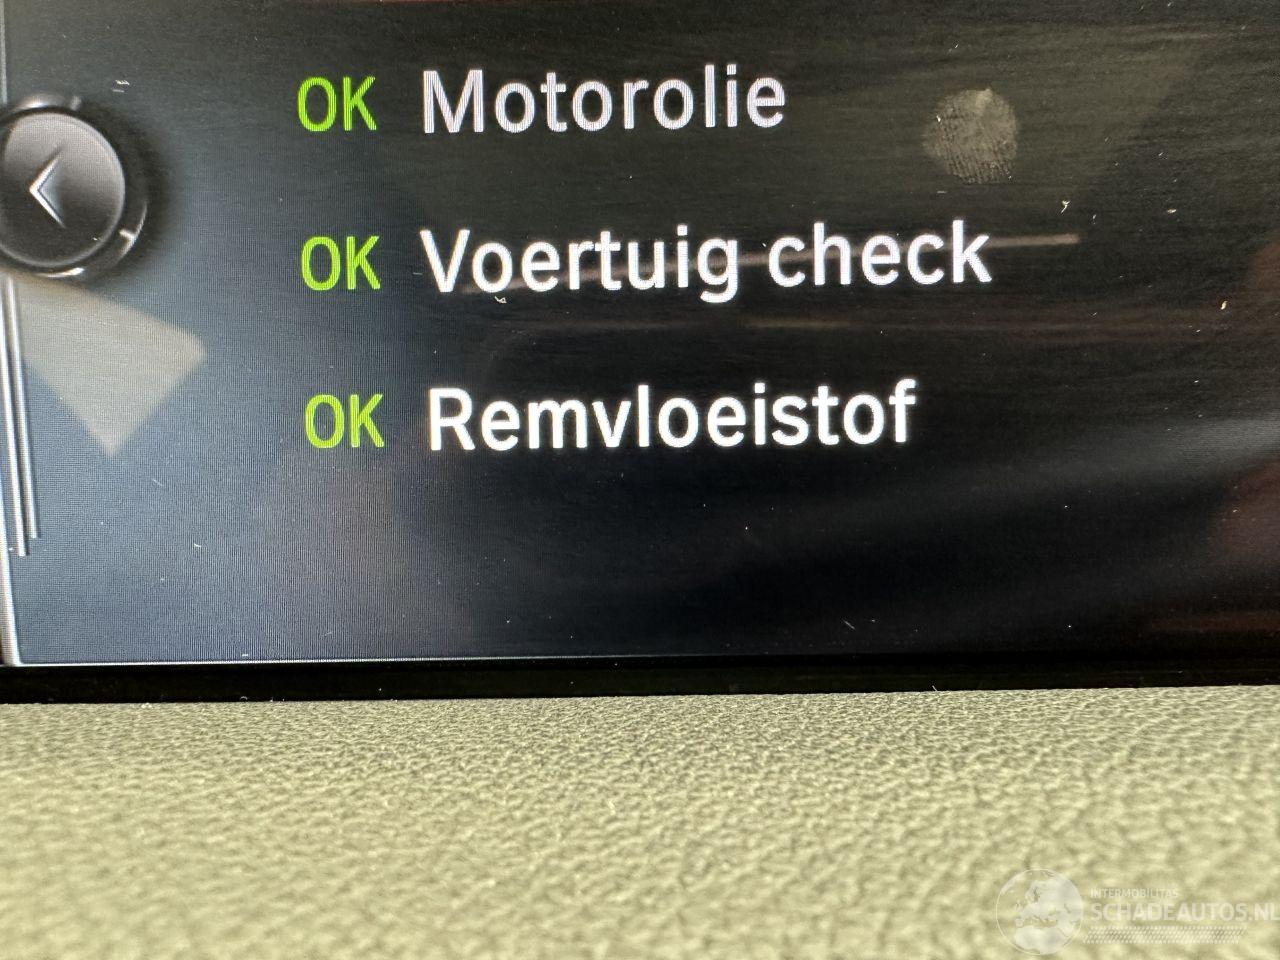 OK Motorolie
OK Voertuig check
OK Remvloeistof
INTERMOBILITAS
SCHADEAUTOS.NL